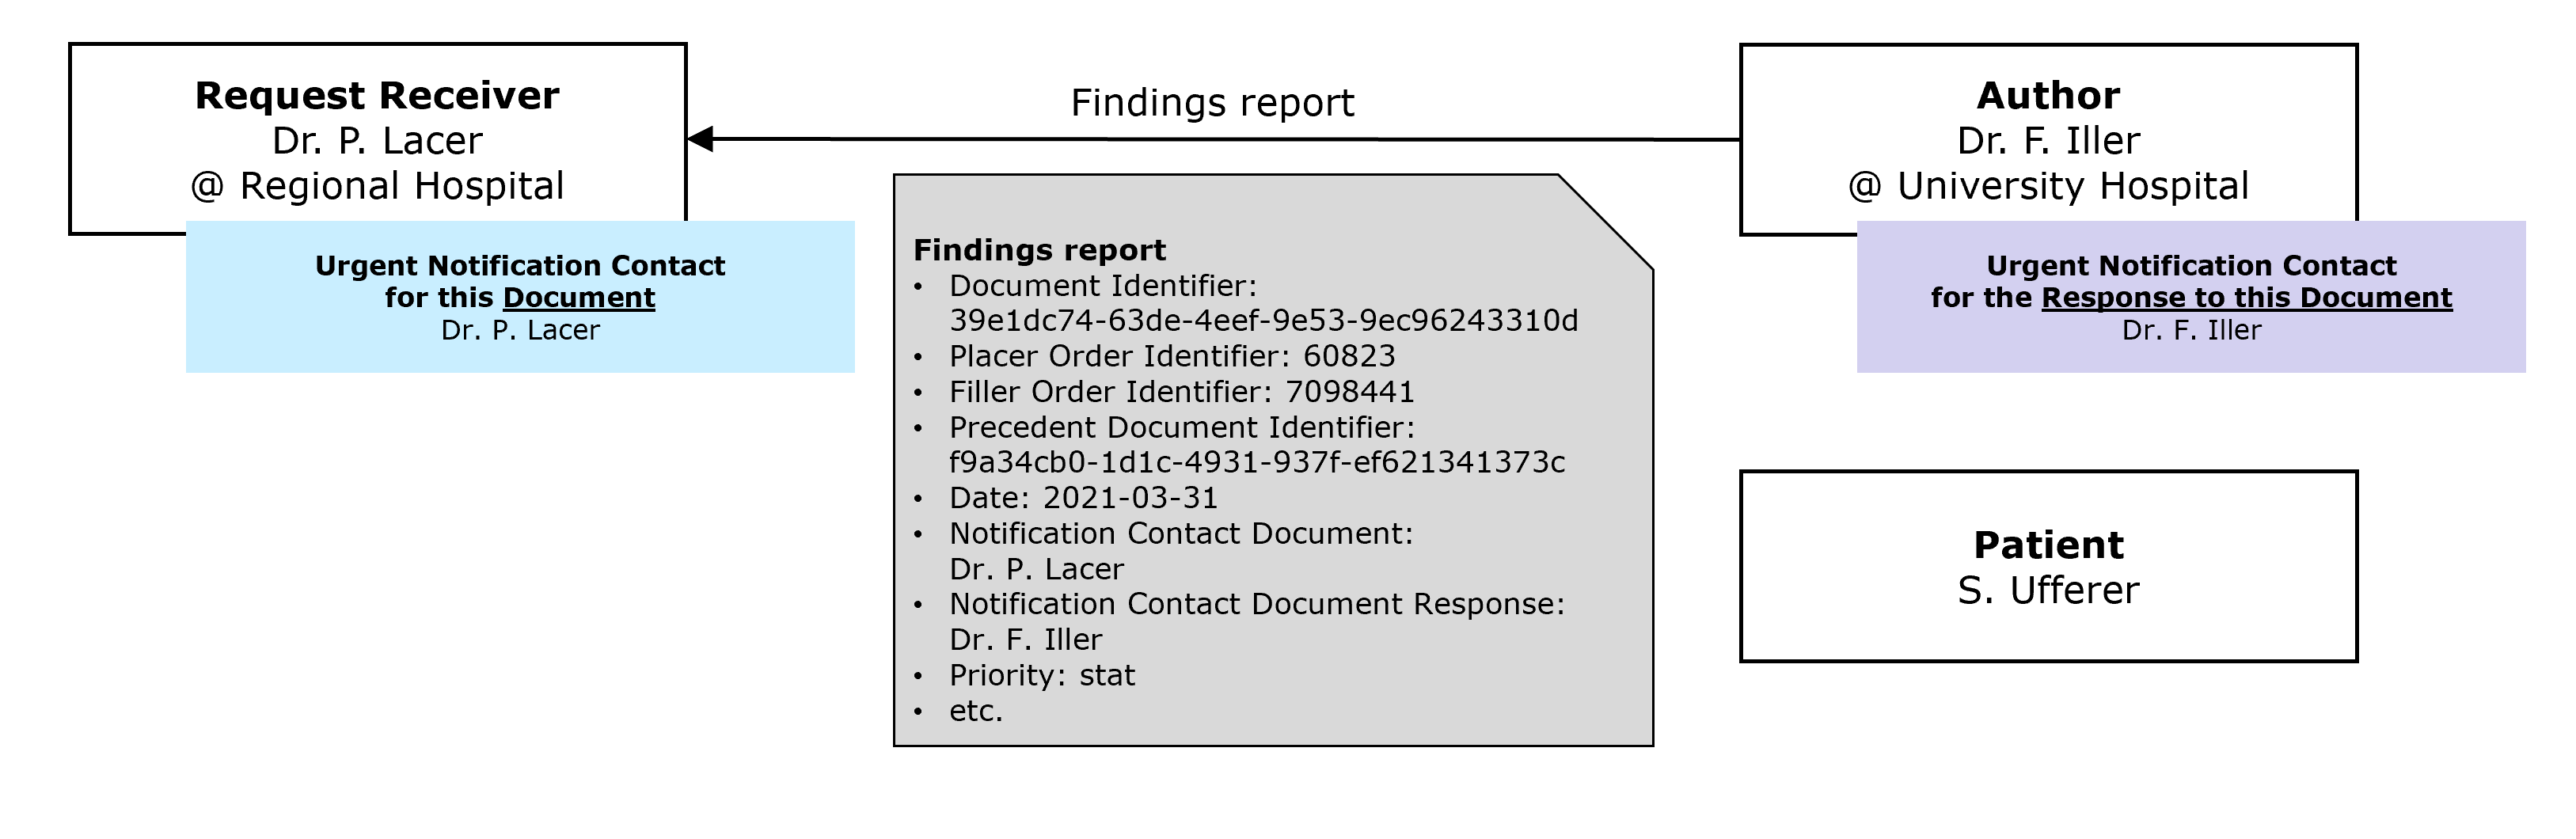 Request Receiver
Dr. P. Lacer
@ Regional Hospital
Urgent Notification Contact
for this Document
Dr. P. Lacer
Findings report
Findings report
• Document Identifier:
39e1dc74-63de-4eef-9e53-9ec96243310d
• Placer Order Identifier: 60823
• Filler Order Identifier: 7098441
• Precedent Document Identifier:
f9a34cb0-1d1c-4931-937f-ef621341373c
• Date: 2021-03-31
• Notification Contact Document:
Dr. P. Lacer
• Notification Contact Document Response:
Dr. F. Iller
• Priority: stat
• etc.
Author
Dr. F. Iller
@ University Hospital
Urgent Notification Contact
for the Response to this Document
Dr. F. Iller
Patient
S. Ufferer